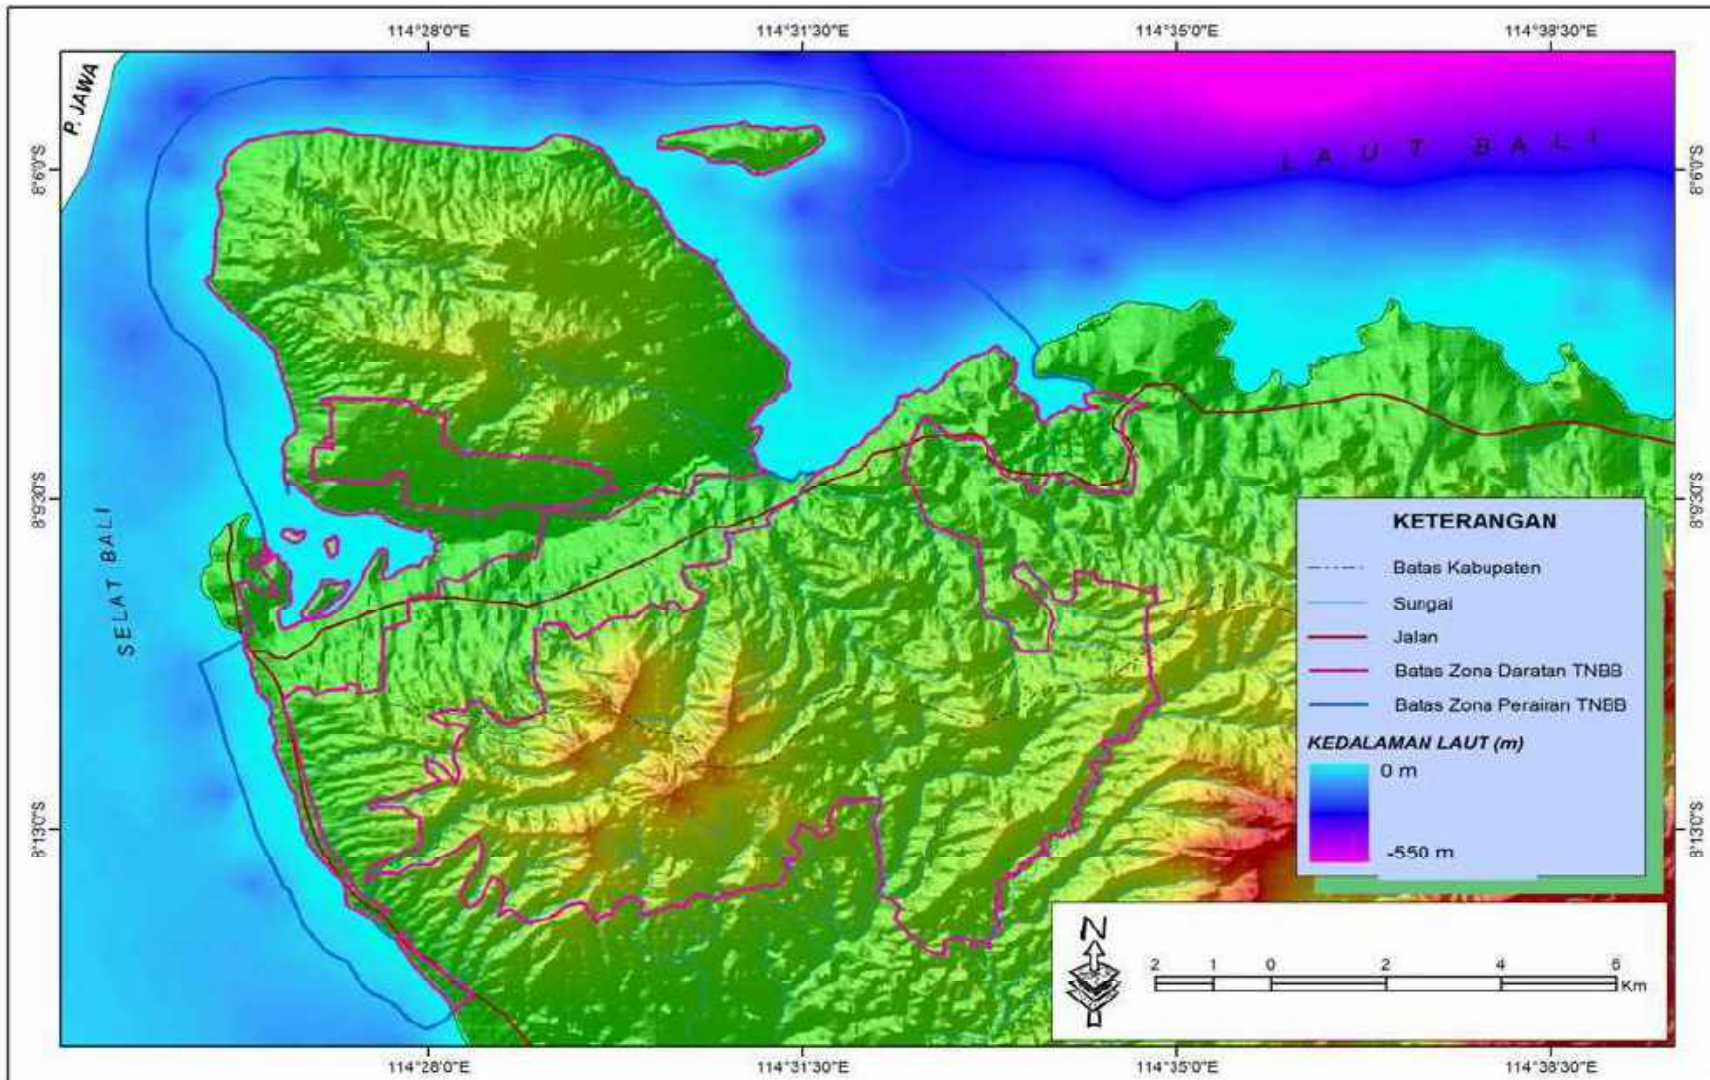 114°28'0"E 114°31'30"E 114°35'0"E 114°38'30"E
P. JAWA
LAUT BALI
8°6'0"S 8°6'0"S
8°9'30"S 8°9'30"S
SELAT BALI
KETERANGAN
Batas Kabupaten
Sungai
Jalan
Batas Zona Daratan TNBB
Batas Zona Perairan TNBB
KEDALAMAN LAUT (m)
0 m
-550 m
8°13'0"S 8°13'0"S
N
2 1 0 2 4 6
Km
114°28'0"E 114°31'30"E 114°35'0"E 114°38'30"E